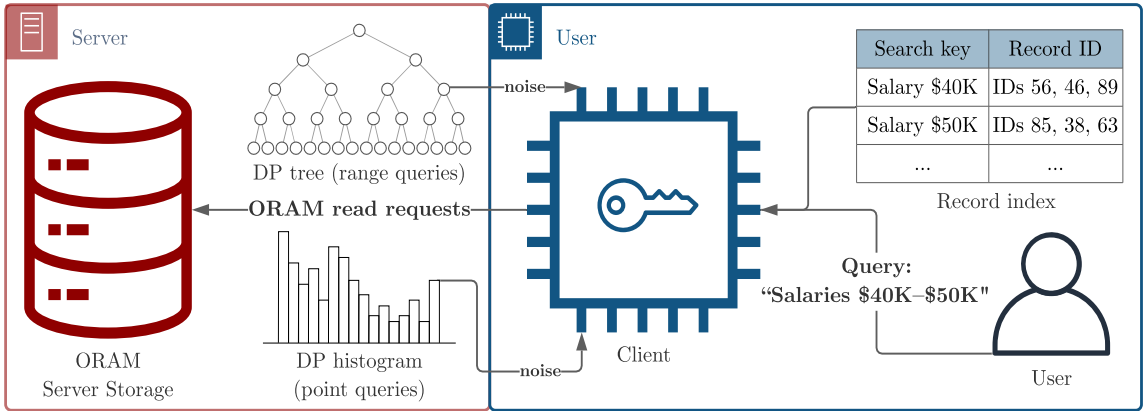 Server
User
noise
DP tree (range queries)
ORAM read requests
DP histogram
(point queries)
noise
ORAM
Server Storage
Client
Search key Record ID
Salary $40K IDs 56, 46, 89
Salary $50K IDs 85, 38, 63
... ...
Record index
Query:
“Salaries $40K–$50K"
User